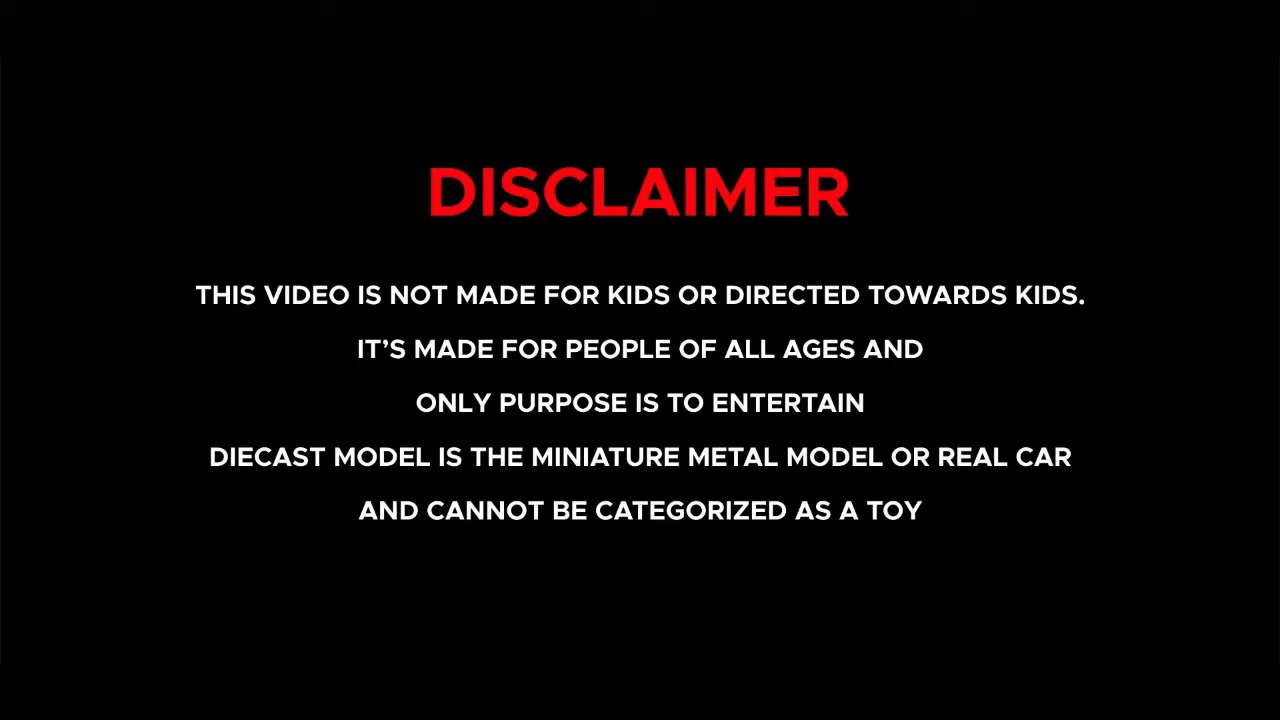 DISCLAIMER
THIS VIDEO IS NOT MADE FOR KIDS OR DIRECTED TOWARDS KIDS.
IT’S MADE FOR PEOPLE OF ALL AGES AND
ONLY PURPOSE IS TO ENTERTAIN
DIECAST MODEL IS THE MINIATURE METAL MODEL OR REAL CAR
AND CANNOT BE CATEGORIZED AS A TOY